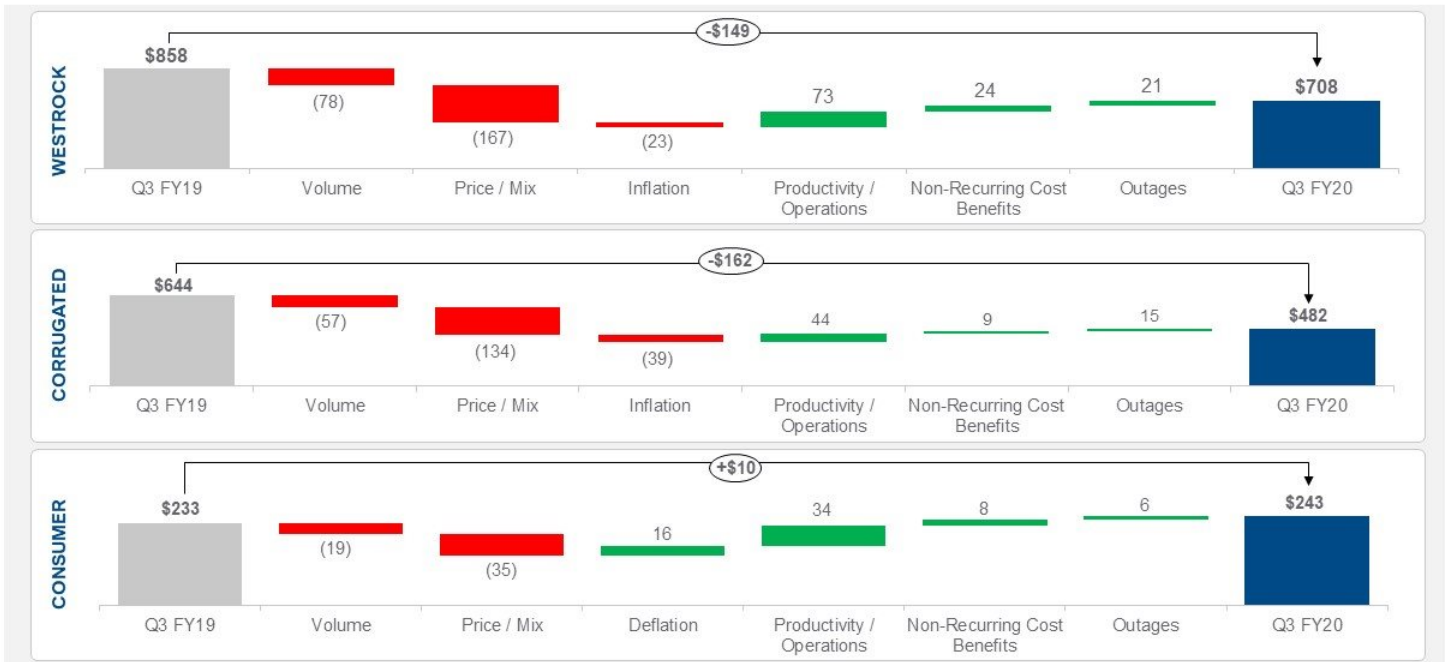 WESTROCK
-$149
$858
(78)
(167)
(23)
73
24
21
$708
Q3 FY19
Volume
Price / Mix
Inflation
Productivity /
Operations
Non-Recurring Cost
Benefits
Outages
Q3 FY20
CORRUGATED
-$162
$644
(57)
(134)
(39)
44
9
15
$482
Q3 FY19
Volume
Price / Mix
Inflation
Productivity /
Operations
Non-Recurring Cost
Benefits
Outages
Q3 FY20
CONSUMER
+$10
$233
(19)
(35)
16
34
8
6
$243
Q3 FY19
Volume
Price / Mix
Deflation
Productivity /
Operations
Non-Recurring Cost
Benefits
Outages
Q3 FY20